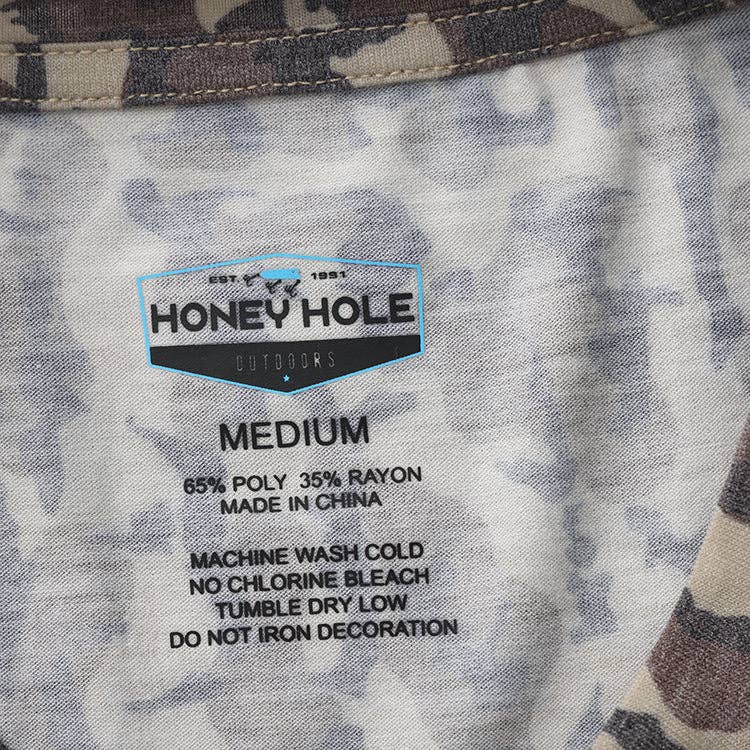 EST. 1991
HONEY HOLE
OUTDOORS
MEDIUM
65% POLY 35% RAYON
MADE IN CHINA
MACHINE WASH COLD
NO CHLORINE BLEACH
TUMBLE DRY LOW
DO NOT IRON DECORATION